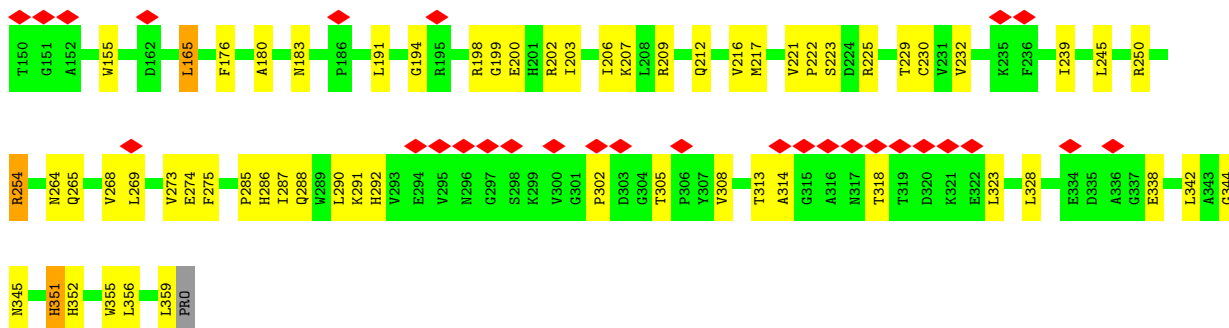 T150 G151 A152 W155 D162 L165 F176 A180 N183 P186 L191 G194 R195 R198 G199 E200 H201 R202 I203 I206 K207 L208 R209 Q212 V216 M217 V221 P222 S223 D224 R225 T229 C230 V231 V232 K235 F236 I239 L245 R250
R254 N264 Q265 V268 L269 V273 E274 F275 P285 H286 I287 Q288 W289 L290 K291 H292 V293 E294 V295 N296 G297 S298 K299 V300 G301 P302 D303 G304 T305 P306 Y307 V308 T313 A314 G315 A316 N317 T318 T319 D320 K321 E322 L323 L328 E334 D335 A336 G337 E338 L342 A343 G344
N345 H351 H352 W355 L356 L359 PRO